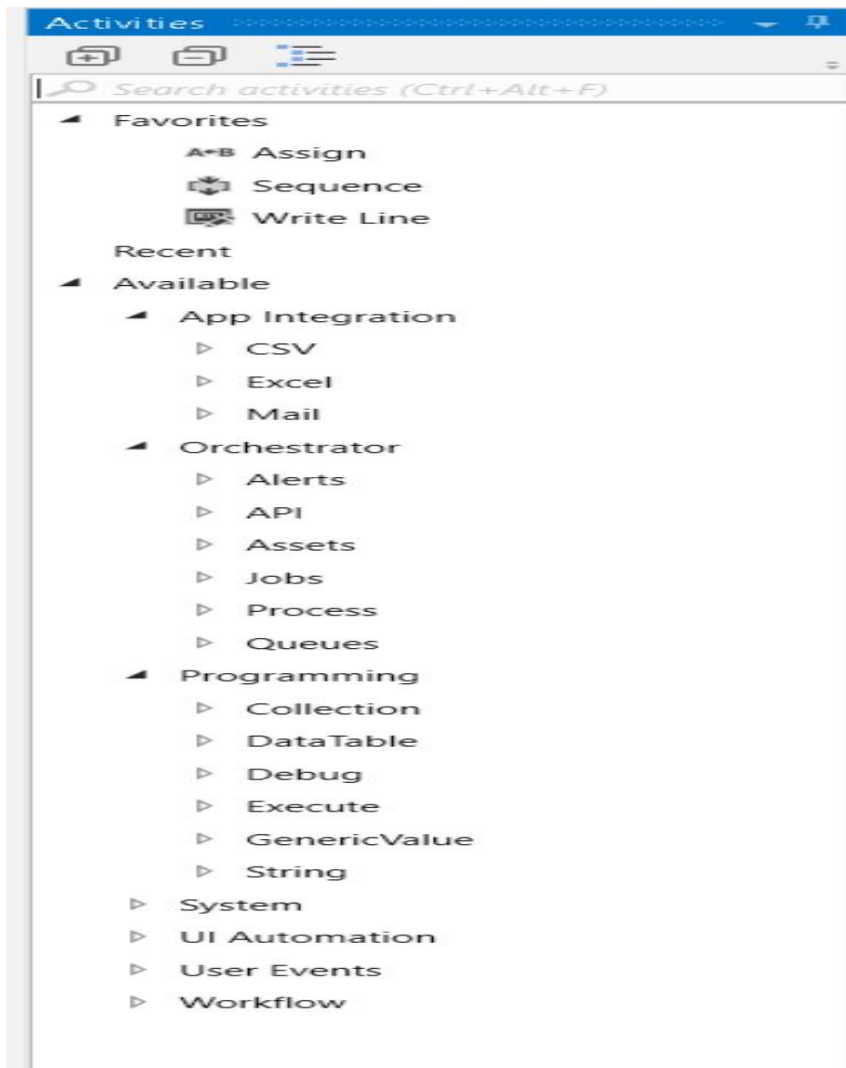 Activities
Search activities (Ctrl+Alt+F)
Favorites
A←B Assign
Sequence
Write Line
Recent
Available
App Integration
CSV
Excel
Mail
Orchestrator
Alerts
API
Assets
Jobs
Process
Queues
Programming
Collection
DataTable
Debug
Execute
GenericValue
String
System
UI Automation
User Events
Workflow